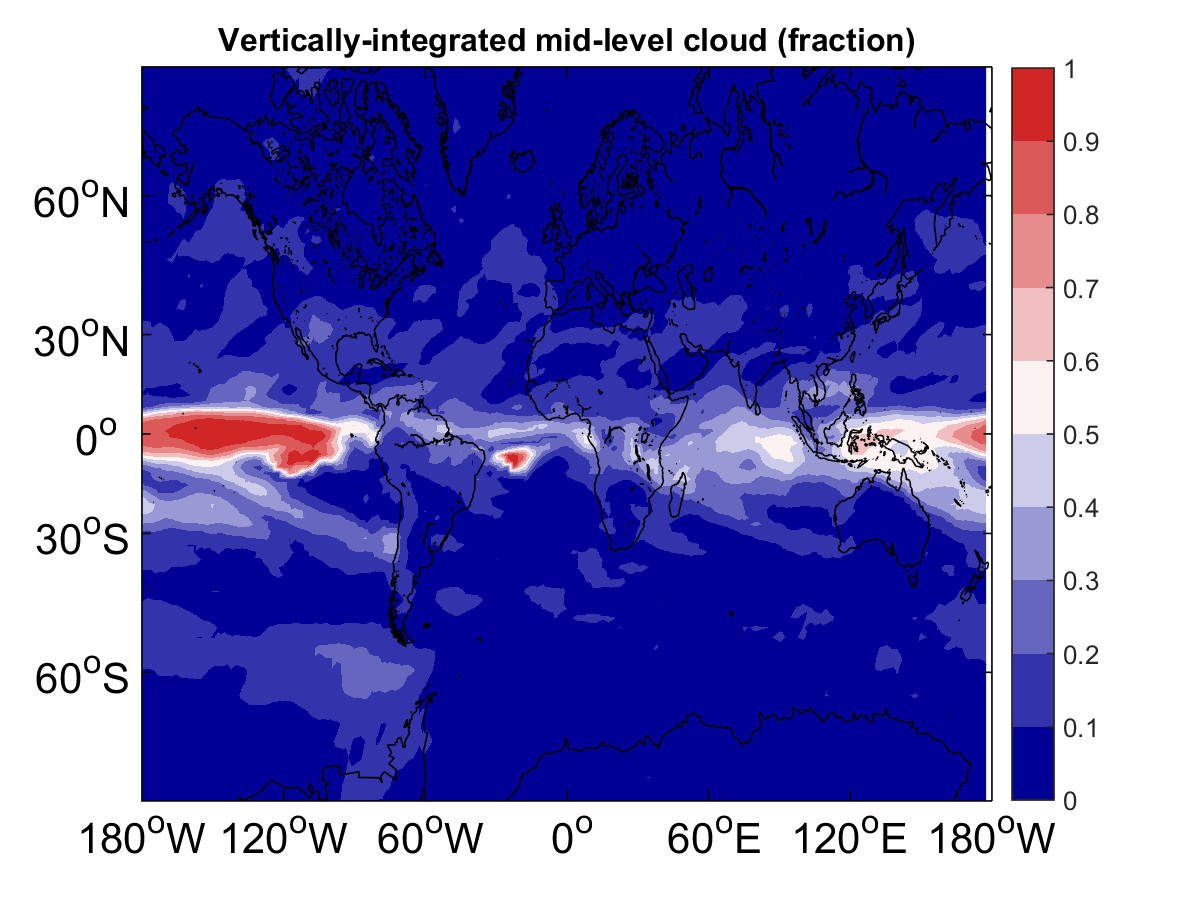 Vertically-integrated mid-level cloud (fraction)
60°N
30°N
0°
30°S
60°S
180°W 120°W 60°W 0° 60°E 120°E 180°W
1
0.9
0.8
0.7
0.6
0.5
0.4
0.3
0.2
0.1
0